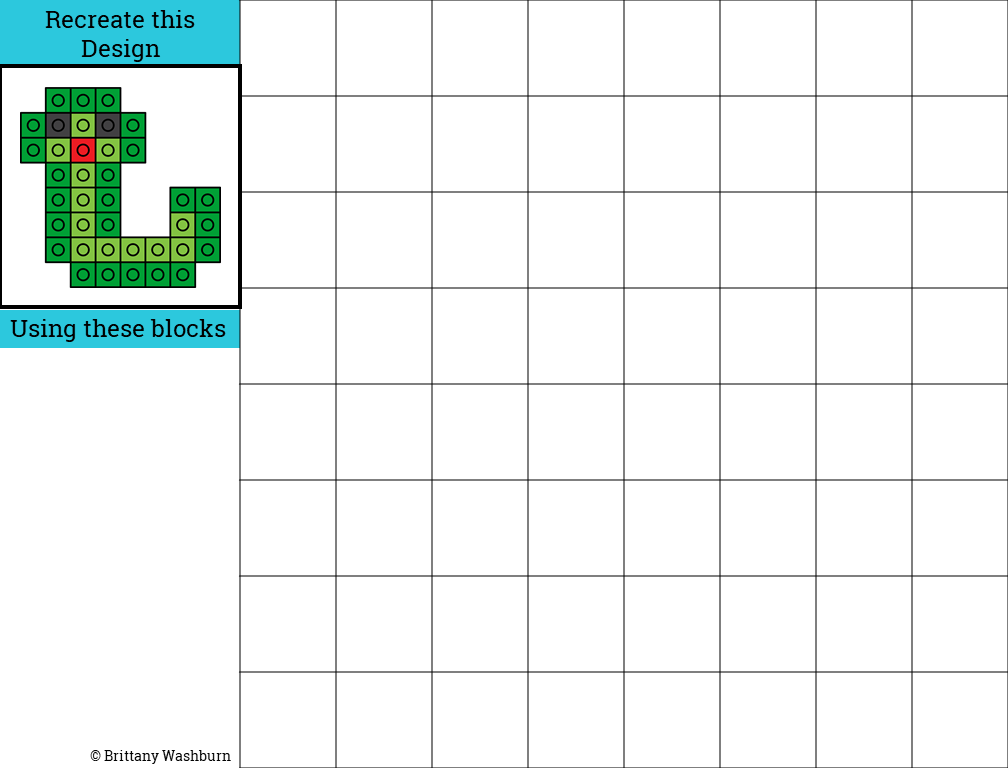 Recreate this
Design
Using these blocks
© Brittany Washburn